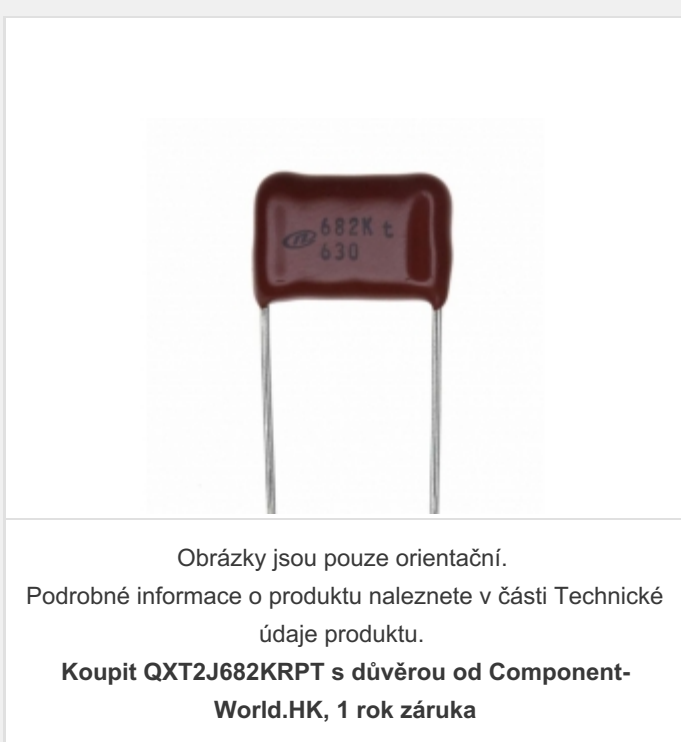 682K t
630
Obrázky jsou pouze orientační.
Podrobné informace o produktu naleznete v části Technické
údaje produktu.
Koupit QXT2J682KRPT s důvěrou od Component-
World.HK, 1 rok záruka